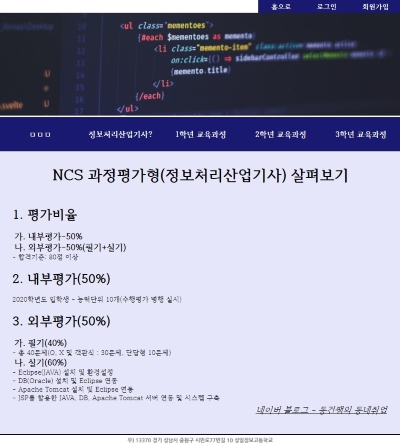 홈으로 로그인 회원가입
<ul class="mementoes">
{#each $mementoes as memento
<li class="memento-item"
on:click={() => sidebarController
{memento.title}
</li>
{/each}
</ul>
ㅁㅁㅁ 정보처리산업기사? 1학년 교육과정 2학년 교육과정 3학년 교육과정
NCS 과정평가형(정보처리산업기사) 살펴보기
1. 평가비율
가. 내부평가-50%
나. 외부평가-50%(필기+실기)
- 합격기준: 80점 이상
2. 내부평가(50%)
2020학년도 입학생 - 능력단위 10개(수행평가 병행 실시)
3. 외부평가(50%)
가. 필기(40%)
- 총 40문제(O, X 및 객관식 : 30문제, 단답형 10문제)
나. 실기(60%)
- Eclipse(JAVA) 설치 및 환경설정
- DB(Oracle) 설치 및 Eclipse 연동
- Apache Tomcat 설치 및 Eclipse 연동
- JSP를 활용한 JAVA, DB, Apache Tomcat 서버 연동 및 시스템 구축
네이버 블로그 - 동건쌤의 동네취업
우) 13370 경기 성남시 중원구 시민로77번길 10 성일정보고등학교